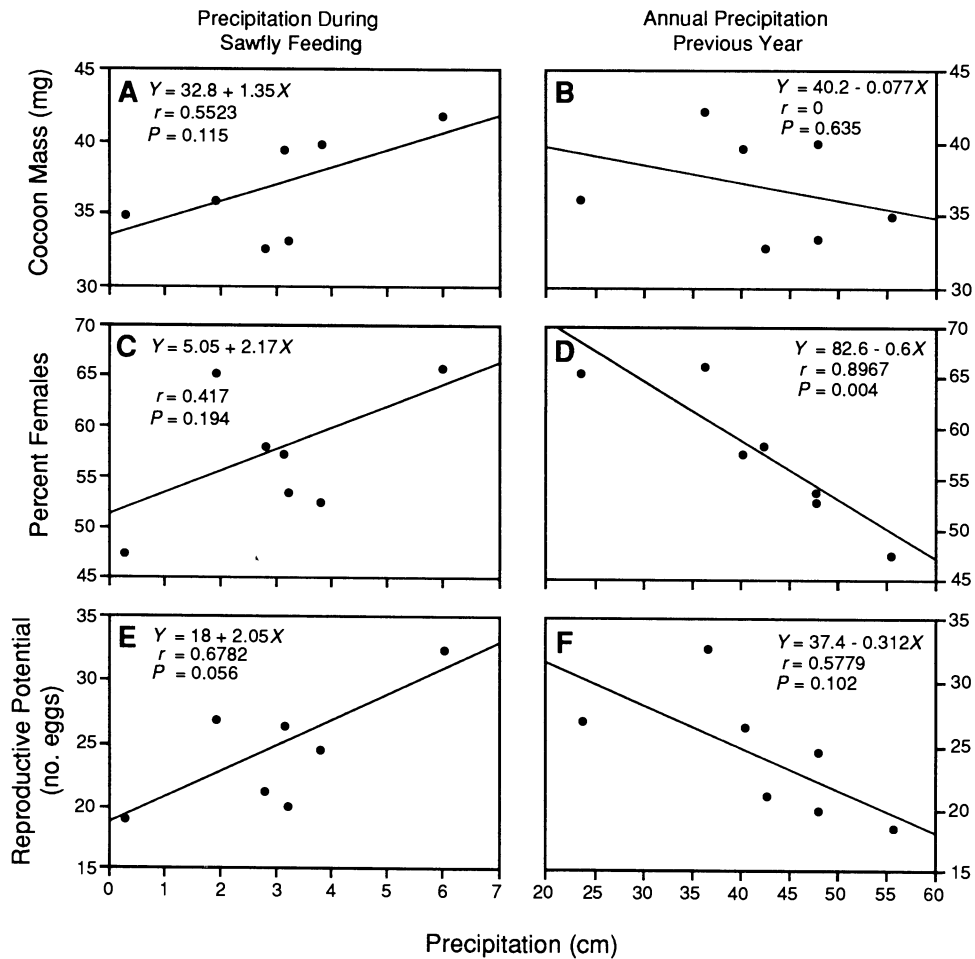 Precipitation During
Sawfly Feeding
Annual Precipitation
Previous Year
Cocoon Mass (mg)
45
40
35
30
A
Y = 32.8 + 1.35X
r = 0.5523
P = 0.115
B
Y = 40.2 - 0.077X
r = 0
P = 0.635
45
40
35
30
Percent Females
70
65
60
55
50
45
C
Y = 5.05 + 2.17X
r = 0.417
P = 0.194
D
Y = 82.6 - 0.6X
r = 0.8967
P = 0.004
70
65
60
55
50
45
Reproductive Potential
(no. eggs)
35
30
25
20
15
E
Y = 18 + 2.05X
r = 0.6782
P = 0.056
F
Y = 37.4 - 0.312X
r = 0.5779
P = 0.102
35
30
25
20
15
0 1 2 3 4 5 6 7
20 25 30 35 40 45 50 55 60
Precipitation (cm)